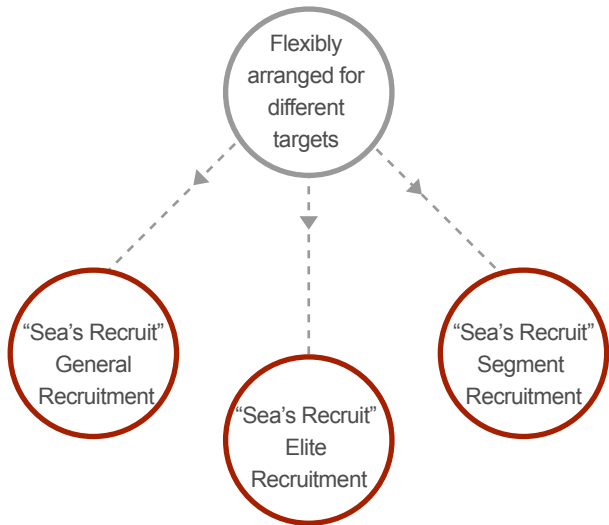 Flexibly
arranged for
different
targets
“Sea’s Recruit”
General
Recruitment
“Sea’s Recruit”
Elite
Recruitment
“Sea’s Recruit”
Segment
Recruitment